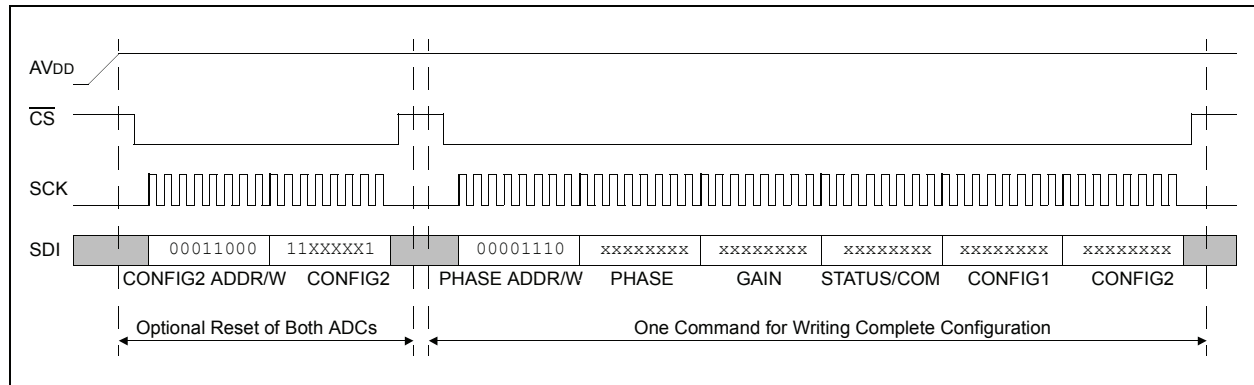 AVDD
CS
SCK
SDI 00011000 11XXXXX1 00001110 xxxxxxxx xxxxxxxx xxxxxxxx xxxxxxxx xxxxxxxx
CONFIG2 ADDR/W CONFIG2 PHASE ADDR/W PHASE GAIN STATUS/COM CONFIG1 CONFIG2
Optional Reset of Both ADCs One Command for Writing Complete Configuration